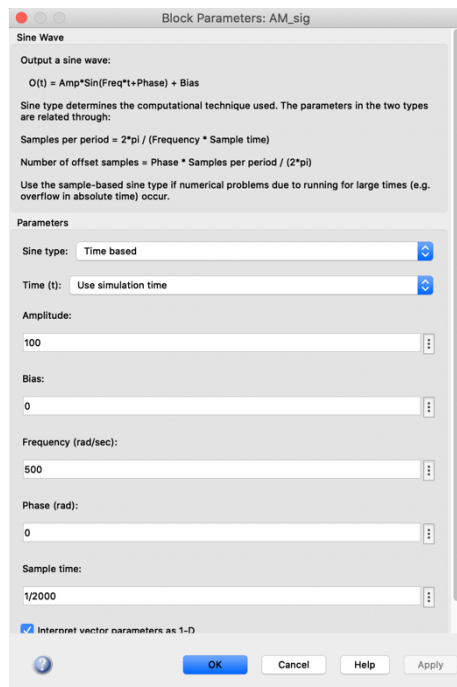 Block Parameters: AM_sig
Sine Wave
Output a sine wave:
O(t) = Amp*Sin(Freq*t+Phase) + Bias
Sine type determines the computational technique used. The parameters in the two types
are related through:
Samples per period = 2*pi / (Frequency * Sample time)
Number of offset samples = Phase * Samples per period / (2*pi)
Use the sample-based sine type if numerical problems due to running for large times (e.g.
overflow in absolute time) occur.
Parameters
Sine type: Time based
Time (t): Use simulation time
Amplitude:
100
Bias:
0
Frequency (rad/sec):
500
Phase (rad):
0
Sample time:
1/2000
Interpret vector parameters as 1-D
? OK Cancel Help Apply